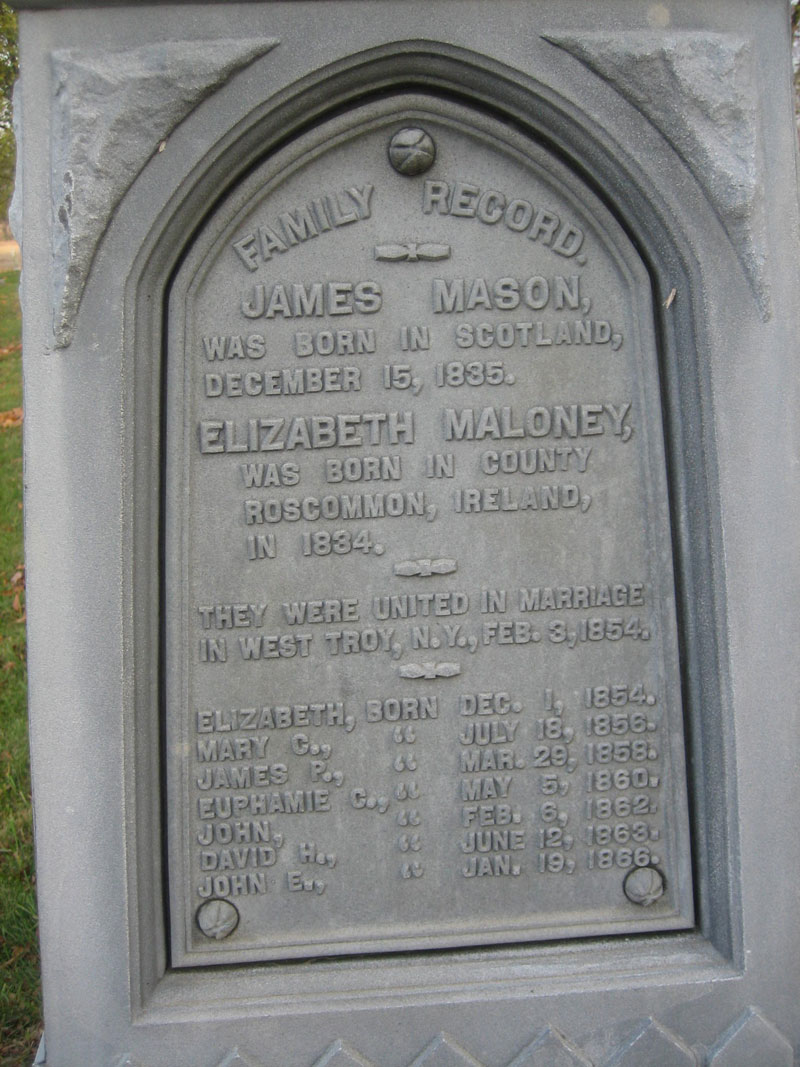 FAMILY RECORD.
JAMES MASON,
WAS BORN IN SCOTLAND,
DECEMBER 15, 1835.
ELIZABETH MALONEY,
WAS BORN IN COUNTY
ROSCOMMON, IRELAND,
IN 1834.
THEY WERE UNITED IN MARRIAGE
IN WEST TROY, N.Y., FEB. 3, 1854.
ELIZABETH, BORN DEC. 1, 1854.
MARY C., “ JULY 18, 1856.
JAMES P., “ MAR. 29, 1858.
EUPHAMIE C., “ MAY 5, 1860.
JOHN, “ FEB. 6, 1862.
DAVID H., “ JUNE 12, 1863.
JOHN E., “ JAN. 19, 1866.